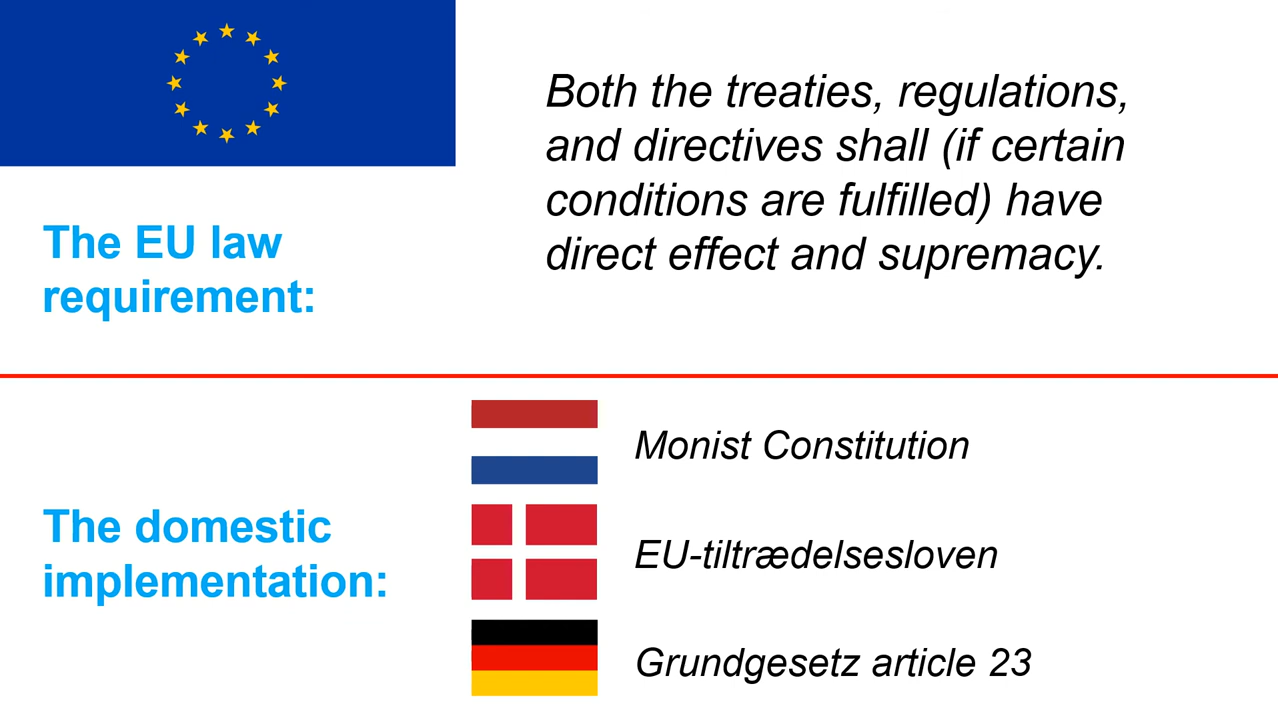 Both the treaties, regulations,
and directives shall (if certain
conditions are fulfilled) have
direct effect and supremacy.
The EU law
requirement:
Monist Constitution
The domestic
implementation:
EU-tiltrædelsesloven
Grundgesetz article 23